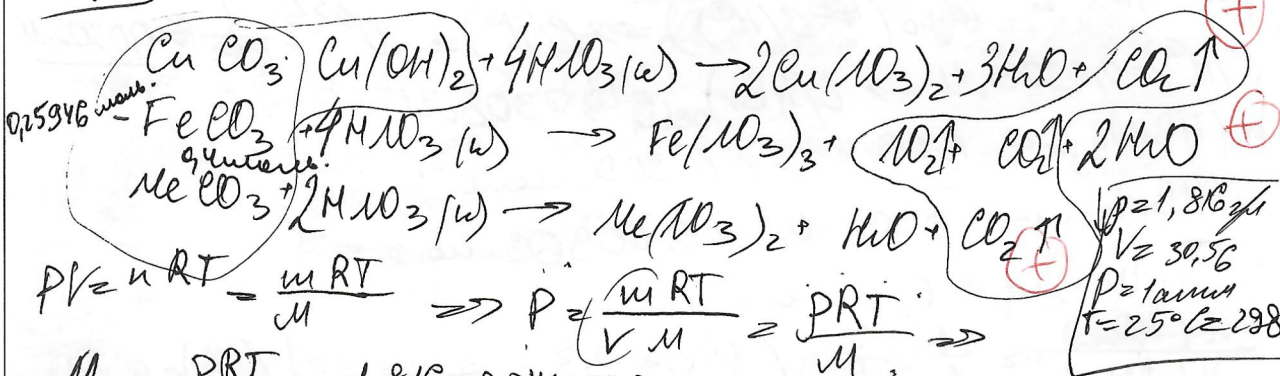 CuCO3·Cu(OH)2 + 4HNO3(к) → 2Cu(NO3)2 + 3H2O + CO2↑
0,25946 моль
FeCO3 + 4HNO3(к) → Fe(NO3)3 + NO2↑ + CO2↑ + 2H2O
MeCO3 + 2HNO3(к) → Me(NO3)2 + H2O + CO2↑
ρ=1,816 г/л
V=30,56
P=1атм
T=25°C=298
PV=nRT = mRT/M ⇒ P = mRT/VM = ρRT/M ⇒